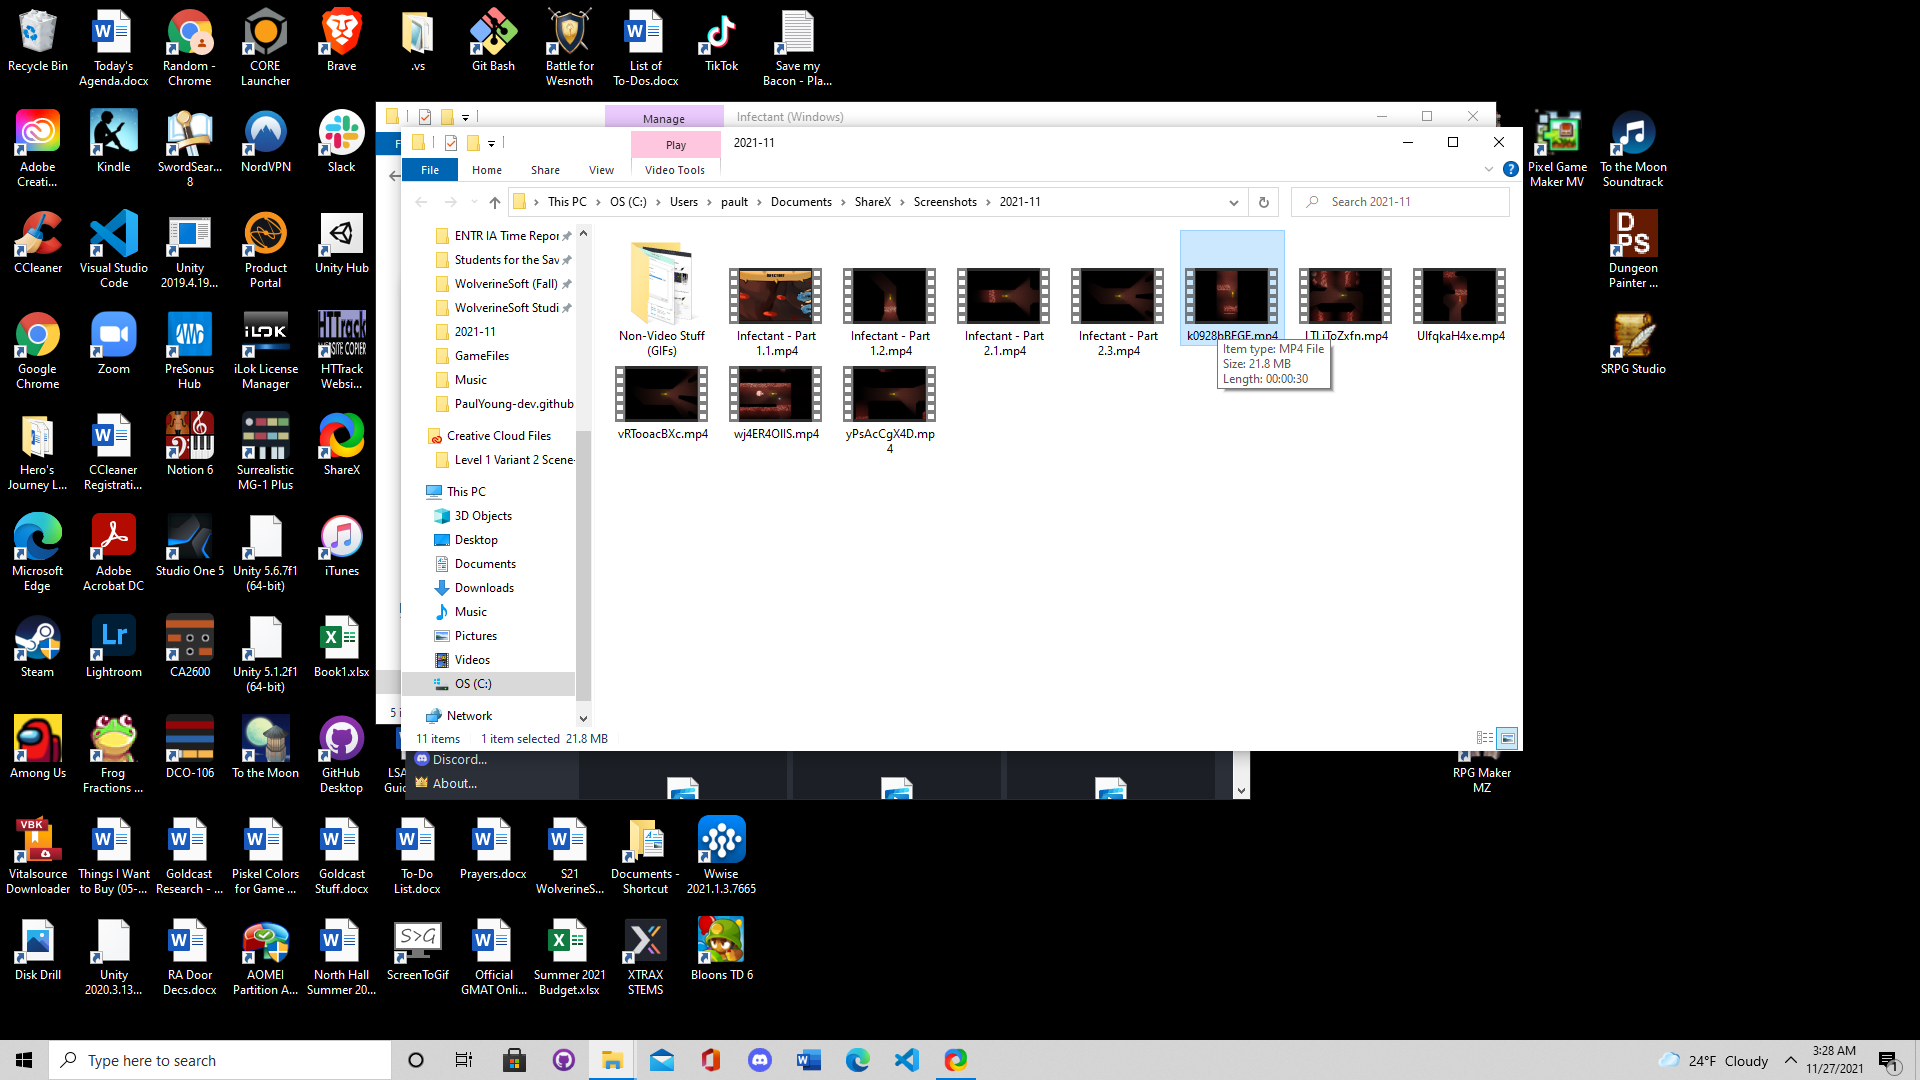 Recycle Bin
Today's
Agenda.docx
Random -
Chrome
CORE
Launcher
Brave
.vs
Git Bash
Battle for
Wesnoth
List of
To-Dos.docx
TikTok
Save my
Bacon - Pla...
Adobe
Creati...
Kindle
SwordSear...
8
NordVPN
Slack
Manage
Infectant (Windows)
Play
2021-11
File
Home
Share
View
Video Tools
This PC
OS (C:)
Users
pault
Documents
ShareX
Screenshots
2021-11
Search 2021-11
Pixel Game
Maker MV
To the Moon
Soundtrack
CCleaner
Visual Studio
Code
Unity
2019.4.19...
Product
Portal
Unity Hub
DPS
Dungeon
Painter ...
SRPG Studio
ENTR IA Time Repor
Students for the Sav
WolverineSoft (Fall)
WolverineSoft Studi
2021-11
GameFiles
Music
PaulYoung-dev.github
Creative Cloud Files
Level 1 Variant 2 Scene-
This PC
3D Objects
Desktop
Documents
Downloads
Music
Pictures
Videos
OS (C:)
Network
Non-Video Stuff
(GIFs)
Infectant - Part
1.1.mp4
Infectant - Part
1.2.mp4
Infectant - Part
2.1.mp4
Infectant - Part
2.3.mp4
k0928bBEGE.mp4
LTLiToZxfn.mp4
UlfqkaH4xe.mp4
Item type: MP4 File
Size: 21.8 MB
Length: 00:00:30
vRTooacBXc.mp4
wj4ER4OIlS.mp4
yPsAcCgX4D.mp
4
11 items
1 item selected
21.8 MB
Google
Chrome
Zoom
PreSonus
Hub
iLOK
iLok License
Manager
HTTrack
WEBSITE COPIER
HTTrack
Websi...
Hero's
Journey L...
CCleaner
Registrati...
Notion 6
Surrealistic
MG-1 Plus
ShareX
Microsoft
Edge
Adobe
Acrobat DC
Studio One 5
Unity 5.6.7f1
(64-bit)
iTunes
Steam
Lr
Lightroom
CA2600
Unity 5.1.2f1
(64-bit)
Book1.xlsx
5 i
Among Us
Frog
Fractions ...
DCO-106
To the Moon
GitHub
Desktop
LSA
Guid
Discord...
About...
RPG Maker
MZ
VBK
Vitalsource
Downloader
Things I Want
to Buy (05-...
Goldcast
Research - ...
Piskel Colors
for Game ...
Goldcast
Stuff.docx
To-Do
List.docx
Prayers.docx
S21
WolverineS...
Documents -
Shortcut
Wwise
2021.1.3.7665
Disk Drill
Unity
2020.3.13...
RA Door
Decs.docx
AOMEI
Partition A...
North Hall
Summer 20...
S>G
ScreenToGif
Official
GMAT Onli...
Summer 2021
Budget.xlsx
XTRAX
STEMS
Bloons TD 6
Type here to search
24°F Cloudy
3:28 AM
11/27/2021
1